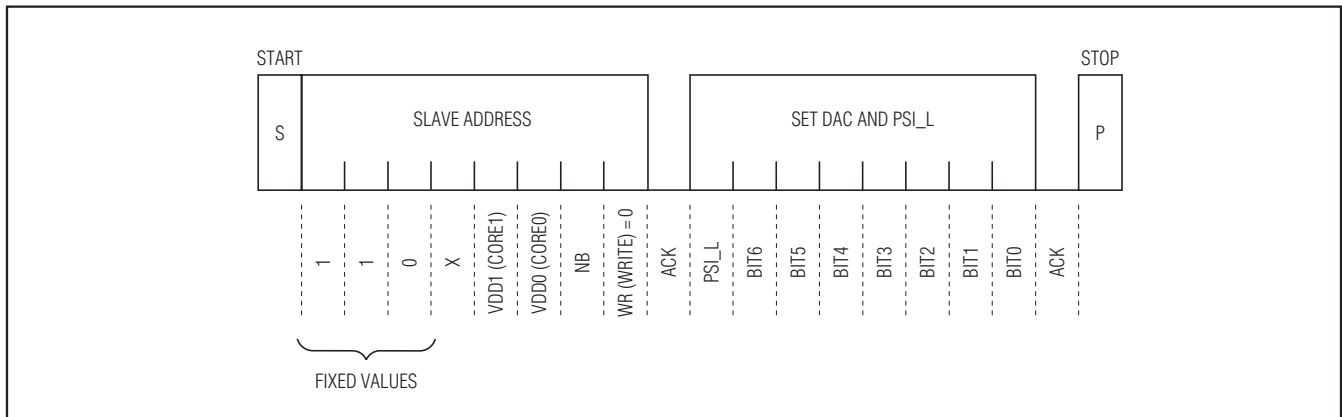 START
STOP
S
SLAVE ADDRESS
SET DAC AND PSI_L
P
1
1
0
X
VDD1 (CORE1)
VDD0 (CORE0)
NB
WR (WRITE) = 0
ACK
PSI_L
BIT6
BIT5
BIT4
BIT3
BIT2
BIT1
BIT0
ACK
FIXED VALUES